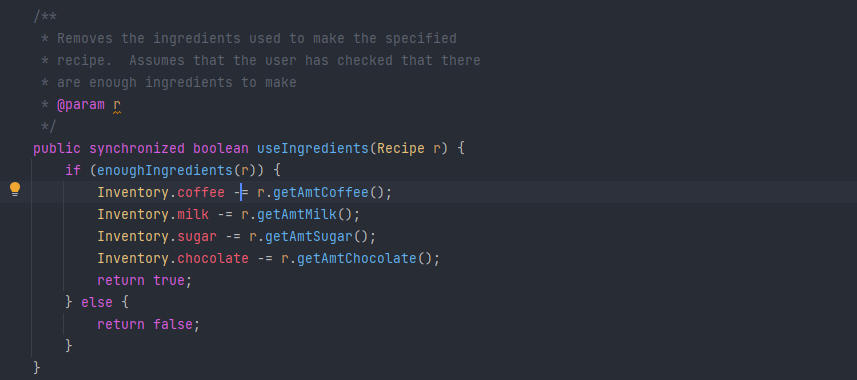 /**
 * Removes the ingredients used to make the specified
 * recipe.  Assumes that the user has checked that there
 * are enough ingredients to make
 * @param r
 */
public synchronized boolean useIngredients(Recipe r) {
    if (enoughIngredients(r)) {
        Inventory.coffee -= r.getAmtCoffee();
        Inventory.milk -= r.getAmtMilk();
        Inventory.sugar -= r.getAmtSugar();
        Inventory.chocolate -= r.getAmtChocolate();
        return true;
    } else {
        return false;
    }
}